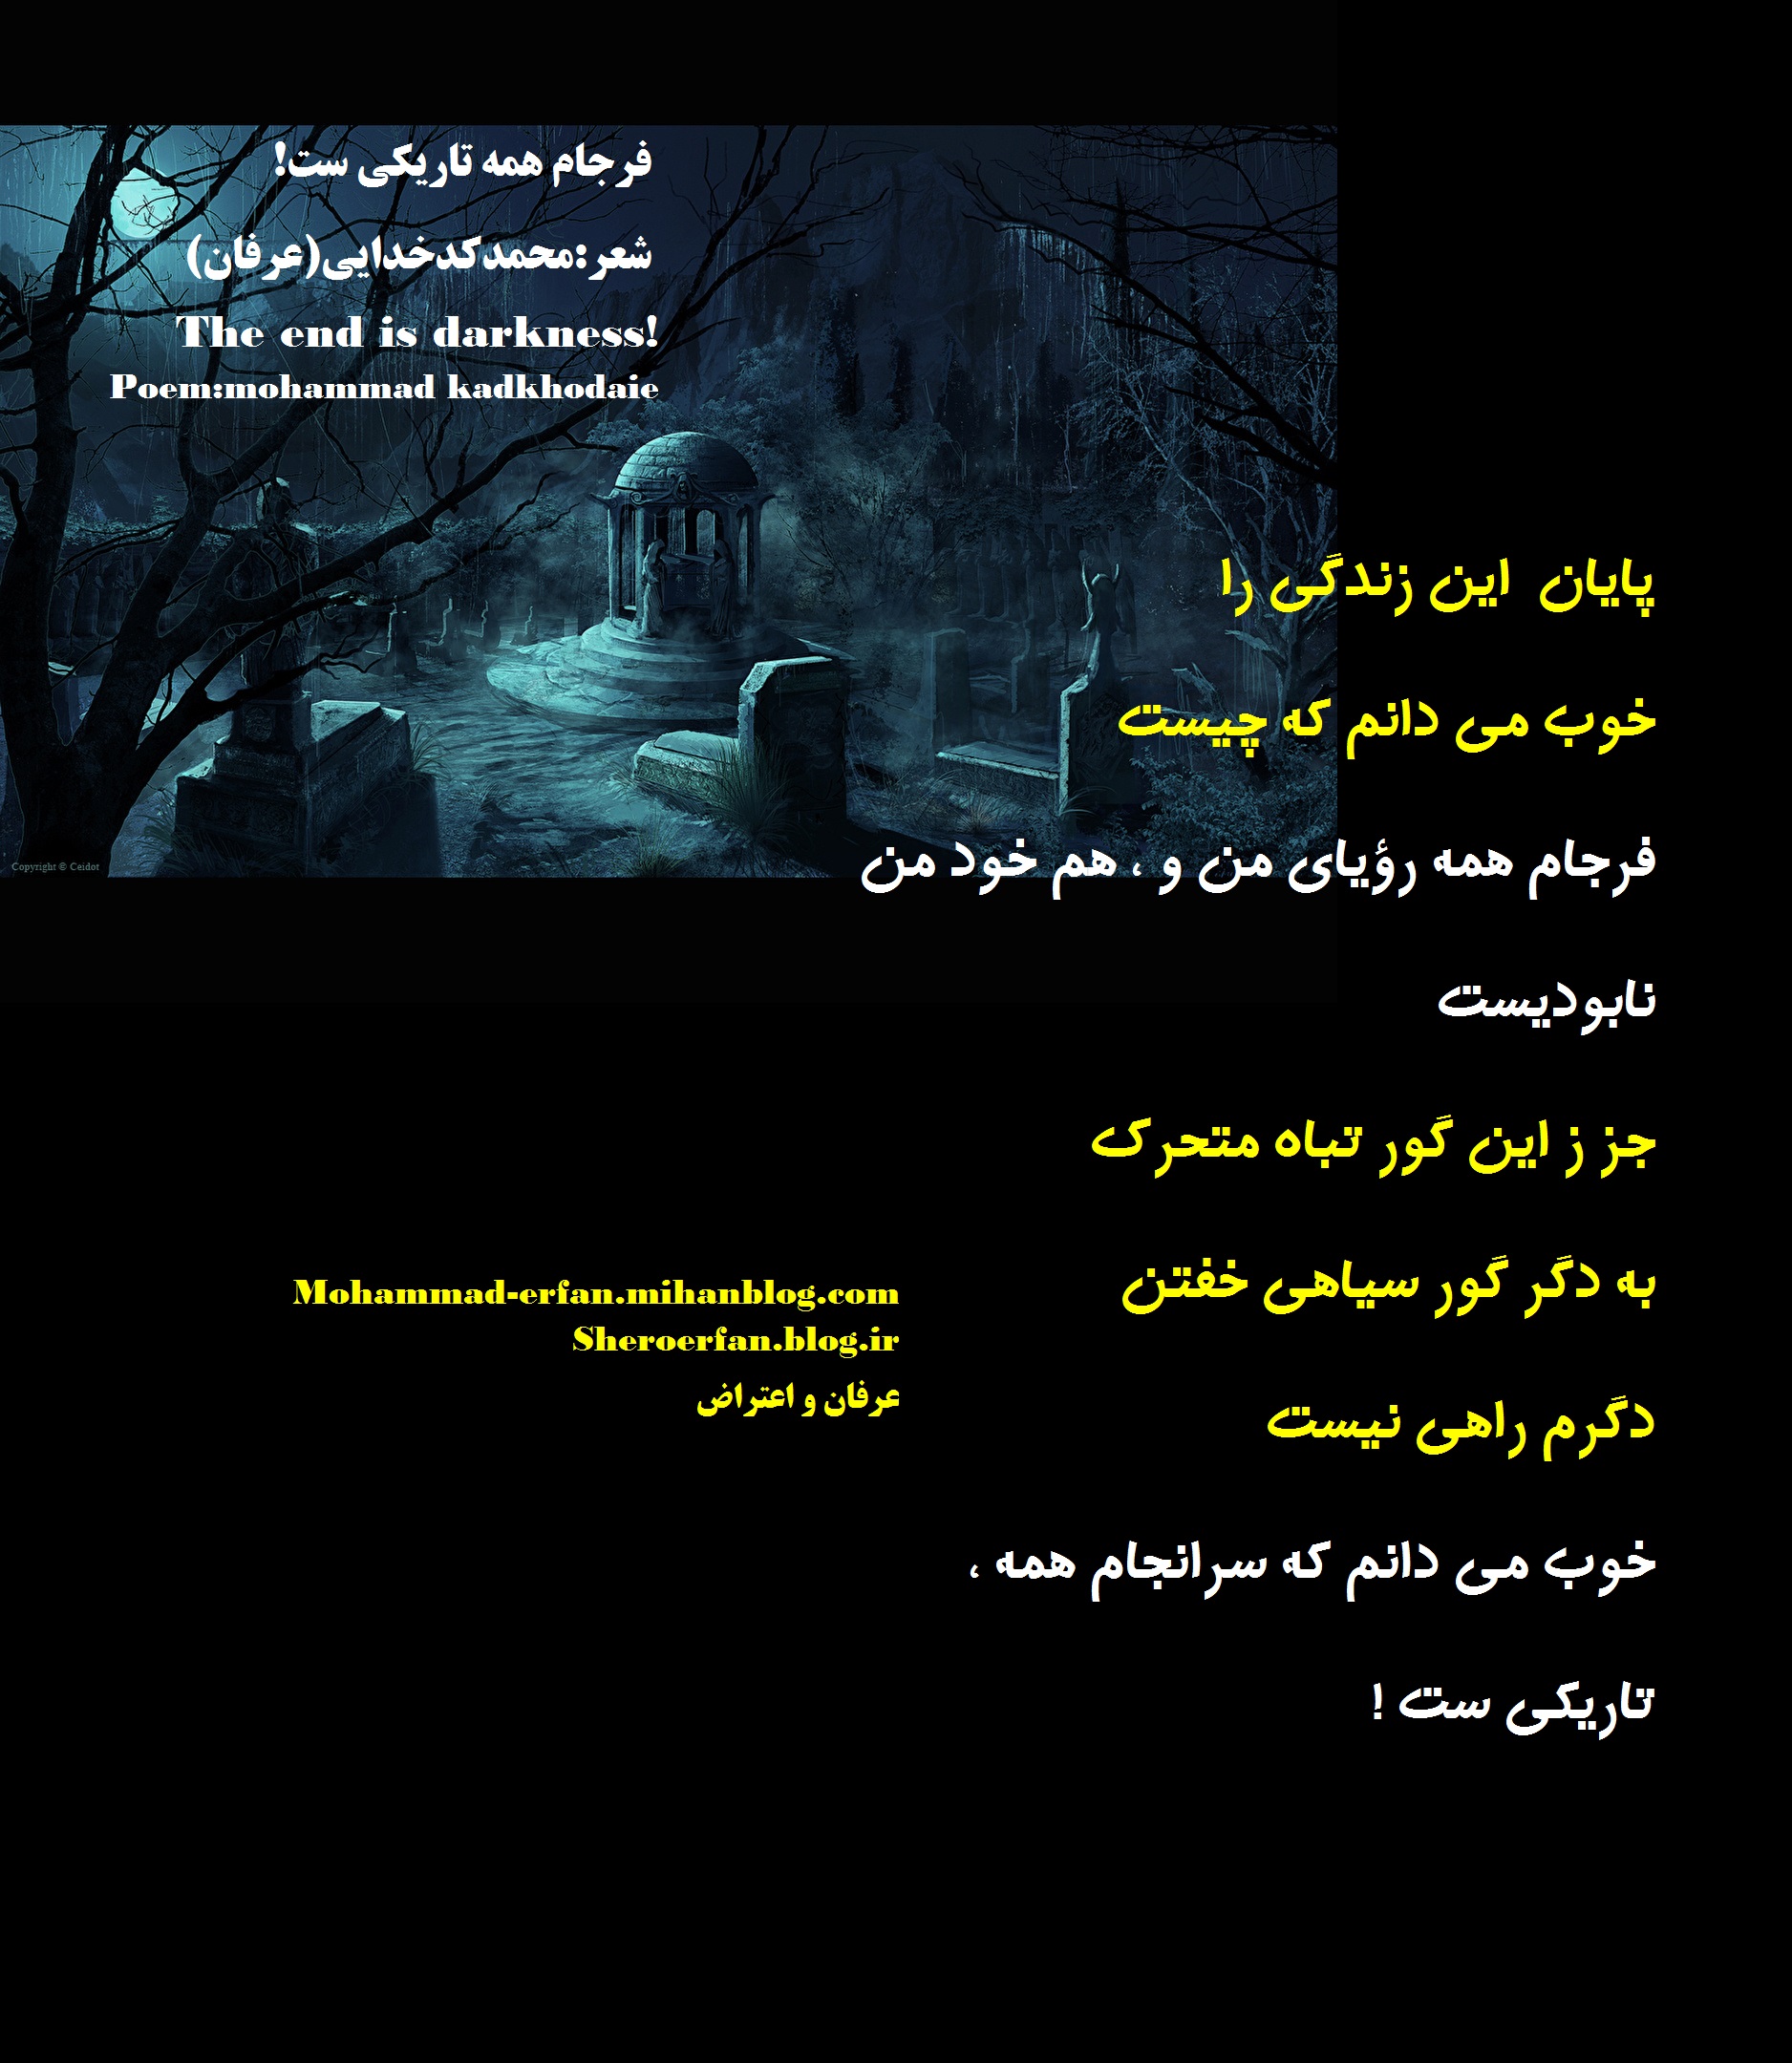 فرجام همه تاریکی ست!
شعر:محمدکدخدایی(عرفان)
The end is darkness!
Poem:mohammad kadkhodaie
پایان این زندگی را
خوب می دانم که چیست
فرجام همه رؤیای من و ، هم خود من
نابودیست
جز ز این گور تباه متحرک
به دگر گور سیاهی خفتن
دگرم راهی نیست
خوب می دانم که سرانجام همه ،
تاریکی ست !
Mohammad-erfan.mihanblog.com
Sheroerfan.blog.ir
عرفان و اعتراض
Copyright © Ceidot